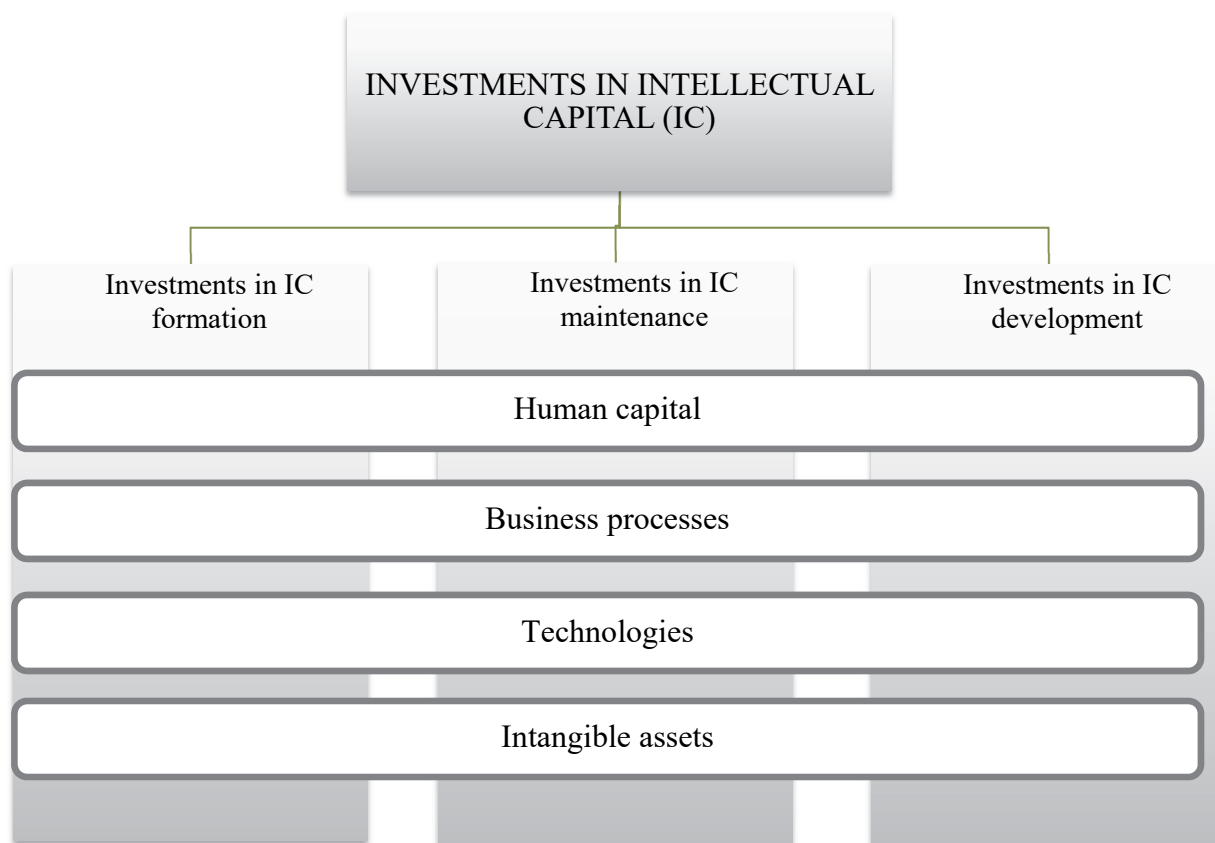 INVESTMENTS IN INTELLECTUAL
CAPITAL (IC)
Investments in IC
formation
Investments in IC
maintenance
Investments in IC
development
Human capital
Business processes
Technologies
Intangible assets